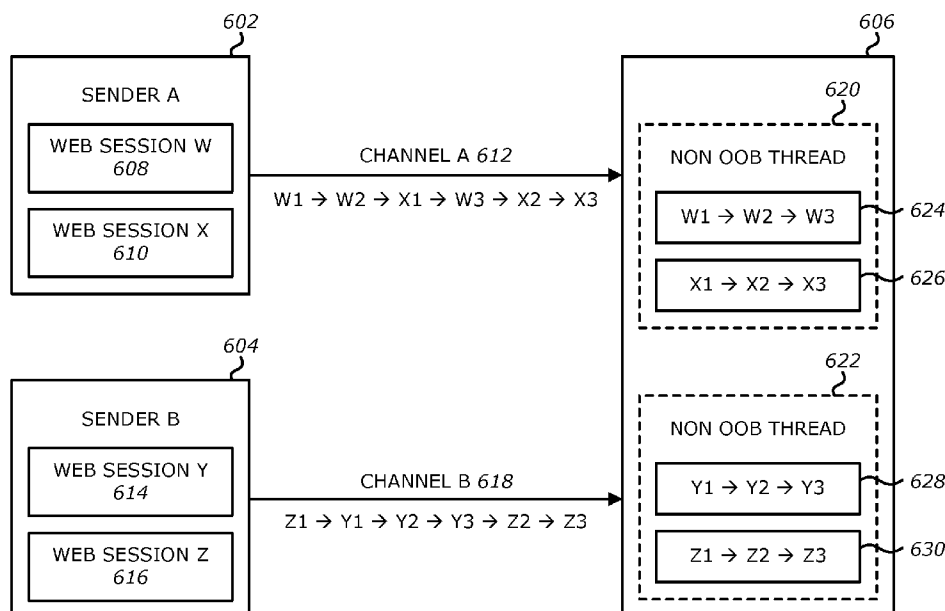 602
SENDER A
WEB SESSION W
608
WEB SESSION X
610
CHANNEL A 612
W1 → W2 → X1 → W3 → X2 → X3
606
620
NON OOB THREAD
W1 → W2 → W3
624
X1 → X2 → X3
626
604
SENDER B
WEB SESSION Y
614
WEB SESSION Z
616
CHANNEL B 618
Z1 → Y1 → Y2 → Y3 → Z2 → Z3
622
NON OOB THREAD
Y1 → Y2 → Y3
628
Z1 → Z2 → Z3
630